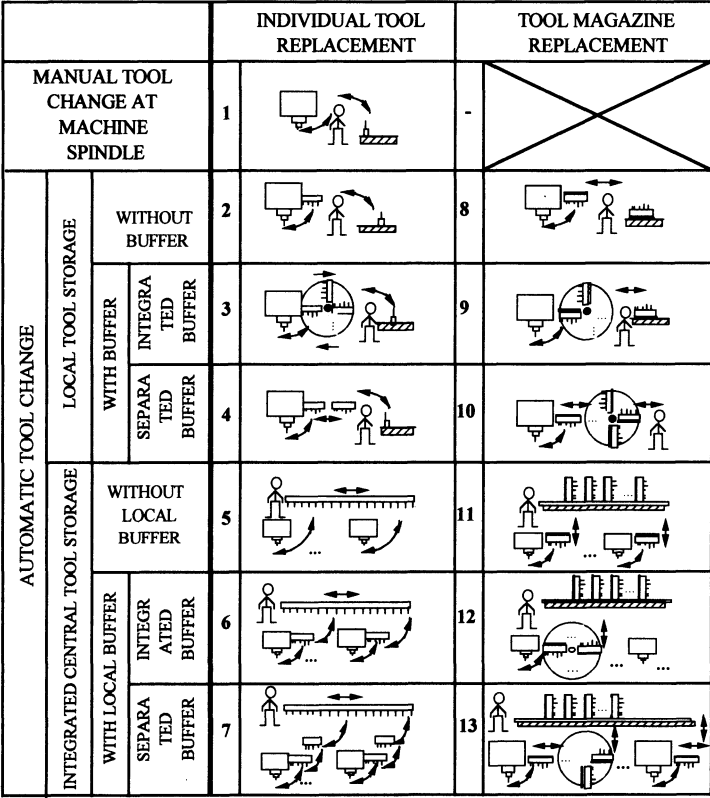 INDIVIDUAL TOOL
REPLACEMENT
TOOL MAGAZINE
REPLACEMENT
MANUAL TOOL
CHANGE AT
MACHINE
SPINDLE
1
-
AUTOMATIC TOOL CHANGE
LOCAL TOOL STORAGE
WITHOUT
BUFFER
2
8
WITH BUFFER
INTEGRA
TED
BUFFER
3
9
SEPARA
TED
BUFFER
4
10
INTEGRATED CENTRAL TOOL STORAGE
WITHOUT
LOCAL
BUFFER
5
...
11
...
...
WITH LOCAL BUFFER
INTEGR
ATED
BUFFER
6
...
12
...
...
...
SEPARA
TED
BUFFER
7
...
13
...
...